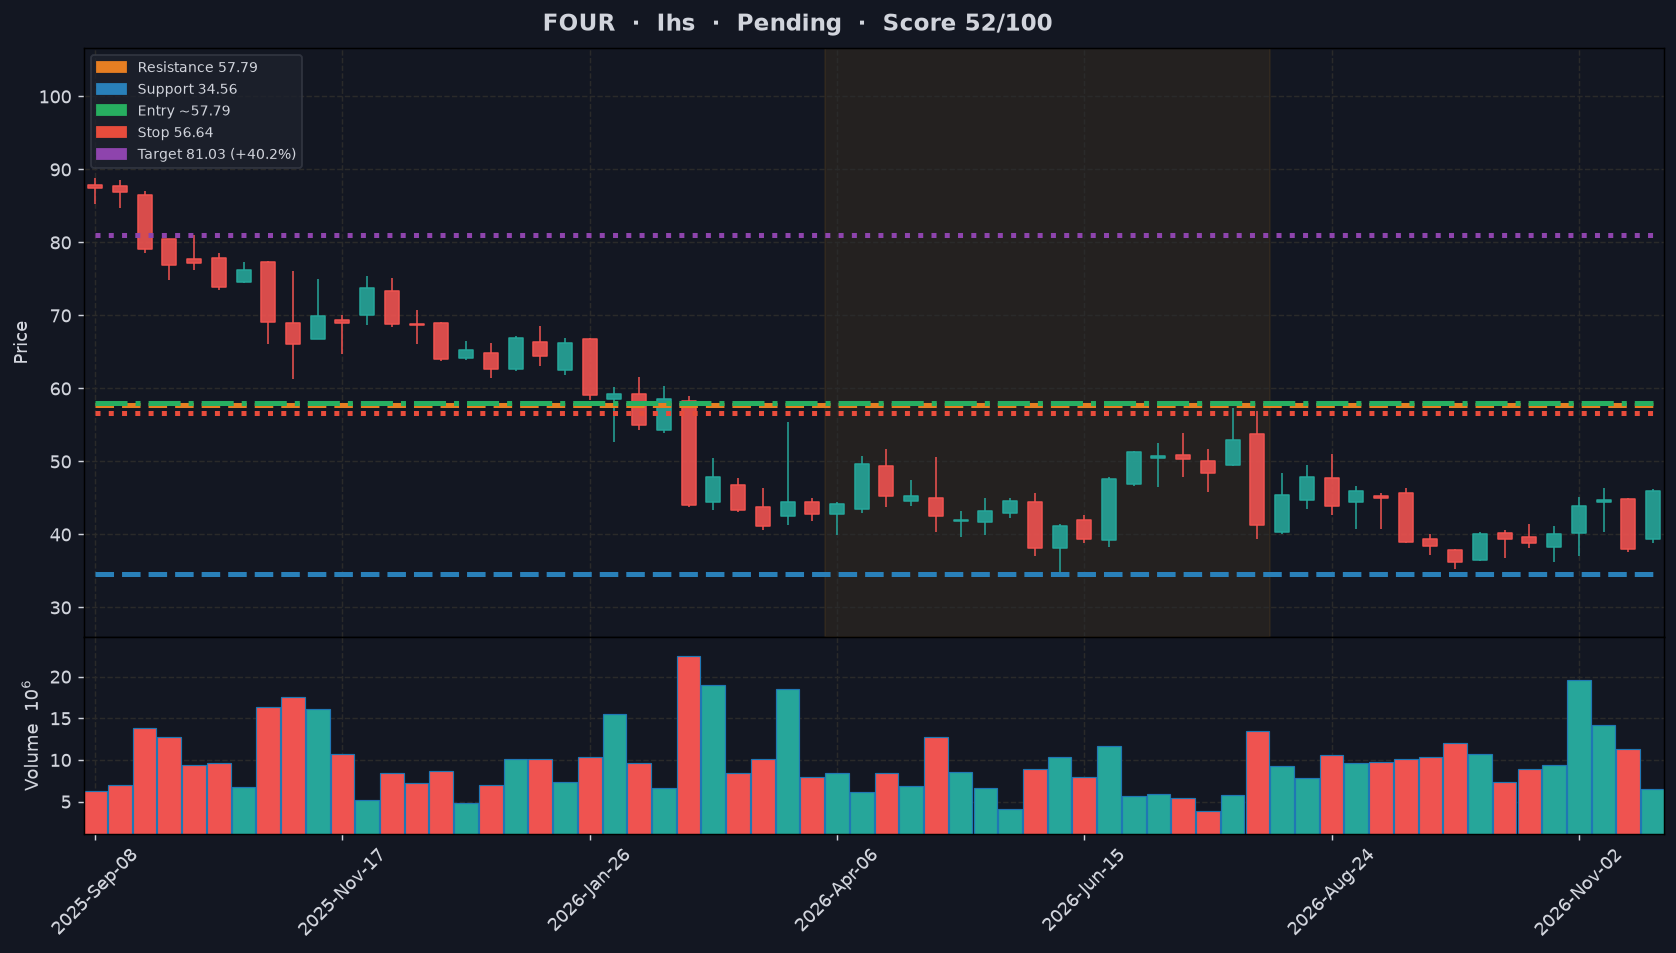 FOUR · Ihs · Pending · Score 52/100
Resistance 57.79
Support 34.56
Entry ~57.79
Stop 56.64
Target 81.03 (+40.2%)
Price
100
90
80
70
60
50
40
30
Volume 10⁶
20
15
10
5
2025-Sep-08
2025-Nov-17
2026-Jan-26
2026-Apr-06
2026-Jun-15
2026-Aug-24
2026-Nov-02